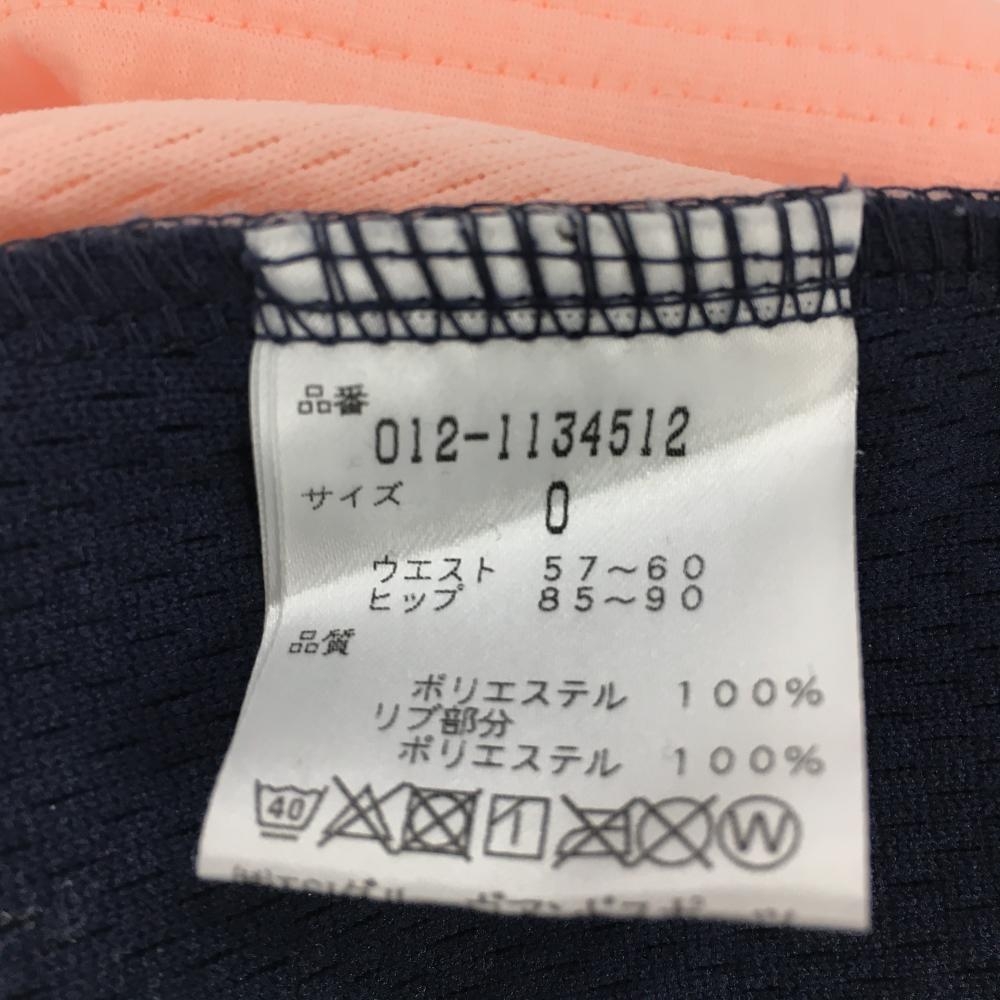 品番
012-1134512
サイズ 0
ウエスト 57～60
ヒップ 85～90
品質
ポリエステル 100%
リブ部分
ポリエステル 100%
40 W